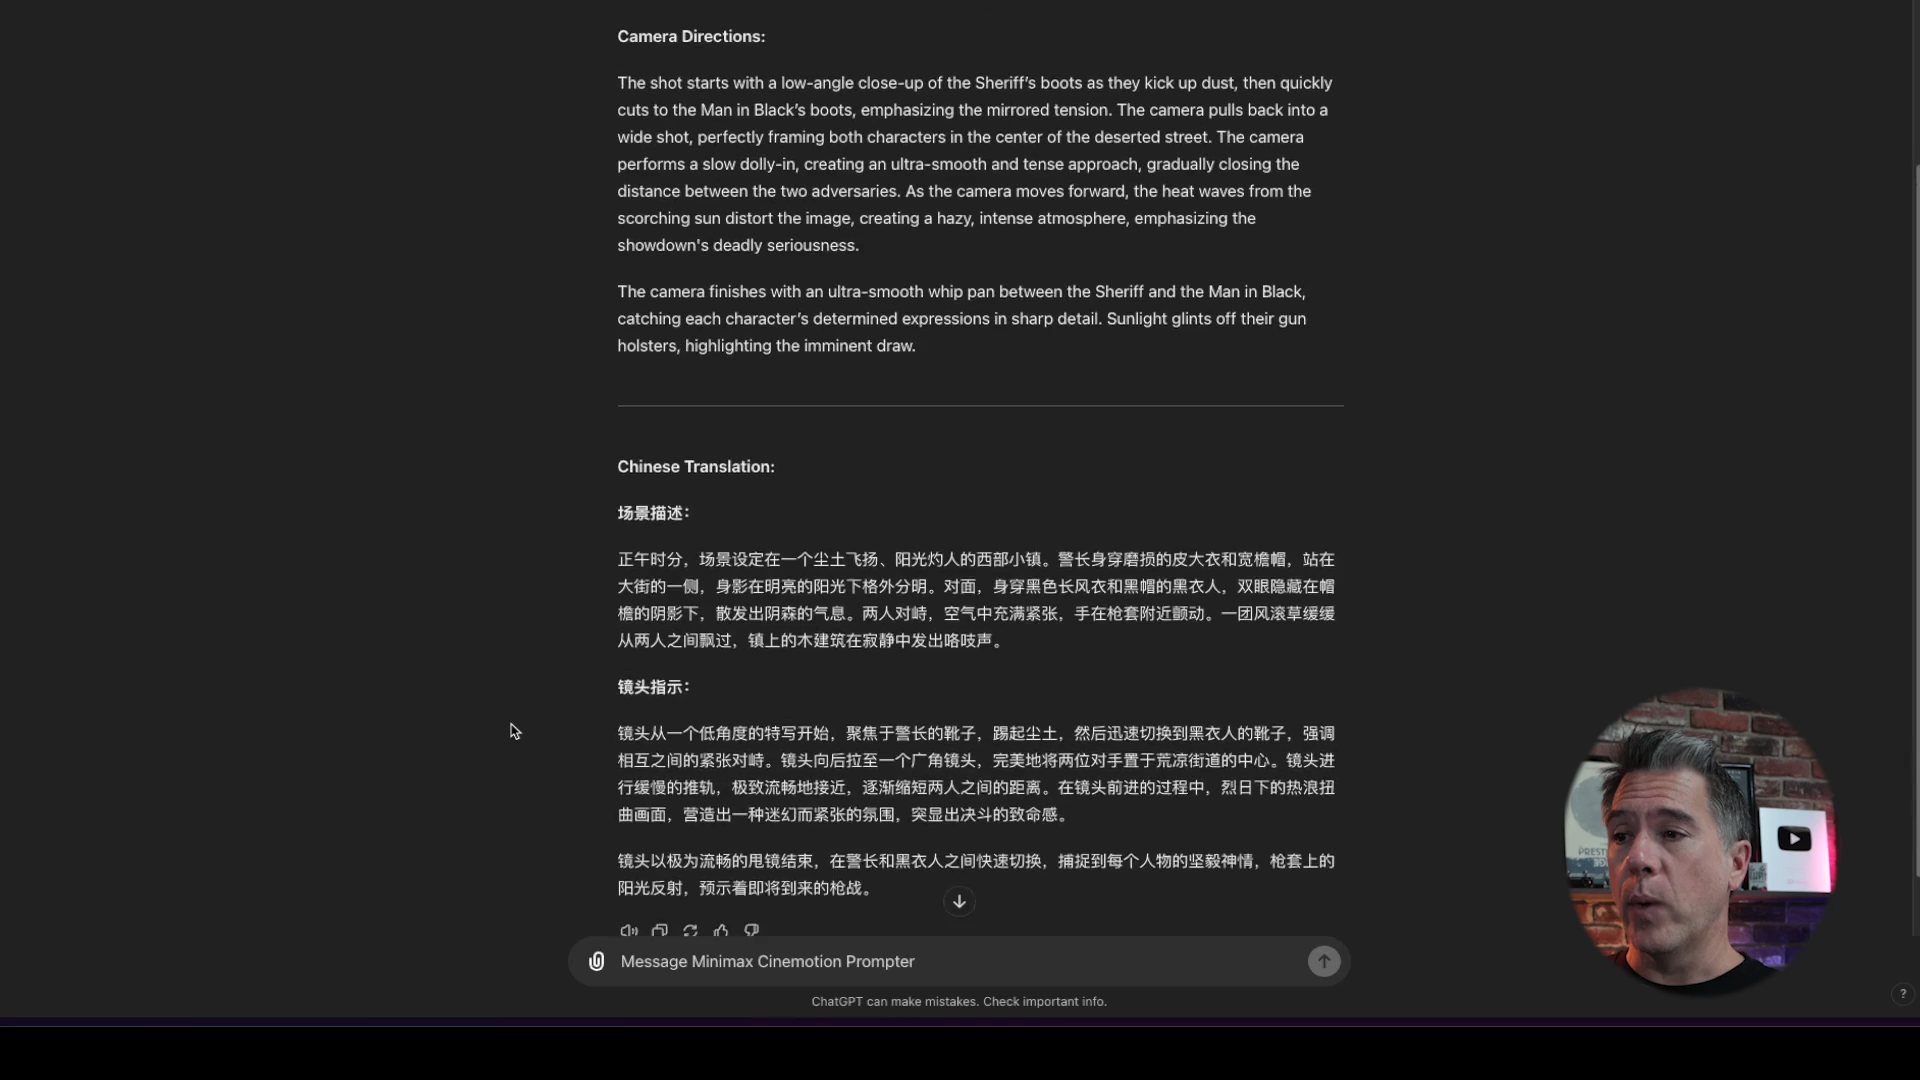 Camera Directions:
The shot starts with a low-angle close-up of the Sheriff's boots as they kick up dust, then quickly
cuts to the Man in Black's boots, emphasizing the mirrored tension. The camera pulls back into a
wide shot, perfectly framing both characters in the center of the deserted street. The camera
performs a slow dolly-in, creating an ultra-smooth and tense approach, gradually closing the
distance between the two adversaries. As the camera moves forward, the heat waves from the
scorching sun distort the image, creating a hazy, intense atmosphere, emphasizing the
showdown's deadly seriousness.
The camera finishes with an ultra-smooth whip pan between the Sheriff and the Man in Black,
catching each character's determined expressions in sharp detail. Sunlight glints off their gun
holsters, highlighting the imminent draw.
Chinese Translation:
场景描述：
正午时分，场景设定在一个尘土飞扬、阳光灼人的西部小镇。警长身穿磨损的皮大衣和宽檐帽，站在
大街的一侧，身影在明亮的阳光下格外分明。对面，身穿黑色长风衣和黑帽的黑衣人，双眼隐藏在帽
檐的阴影下，散发出阴森的气息。两人对峙，空气中充满紧张，手在枪套附近颤动。一团风滚草缓缓
从两人之间飘过，镇上的木建筑在寂静中发出咯吱声。
镜头指示：
镜头从一个低角度的特写开始，聚焦于警长的靴子，踢起尘土，然后迅速切换到黑衣人的靴子，强调
相互之间的紧张对峙。镜头向后拉至一个广角镜头，完美地将两位对手置于荒凉街道的中心。镜头进
行缓慢的推轨，极致流畅地接近，逐渐缩短两人之间的距离。在镜头前进的过程中，烈日下的热浪扭
曲画面，营造出一种迷幻而紧张的氛围，突显出决斗的致命感。
镜头以极为流畅的甩镜结束，在警长和黑衣人之间快速切换，捕捉到每个人物的坚毅神情，枪套上的
阳光反射，预示着即将到来的枪战。
Message Minimax Cinemotion Prompter
ChatGPT can make mistakes. Check important info.
?